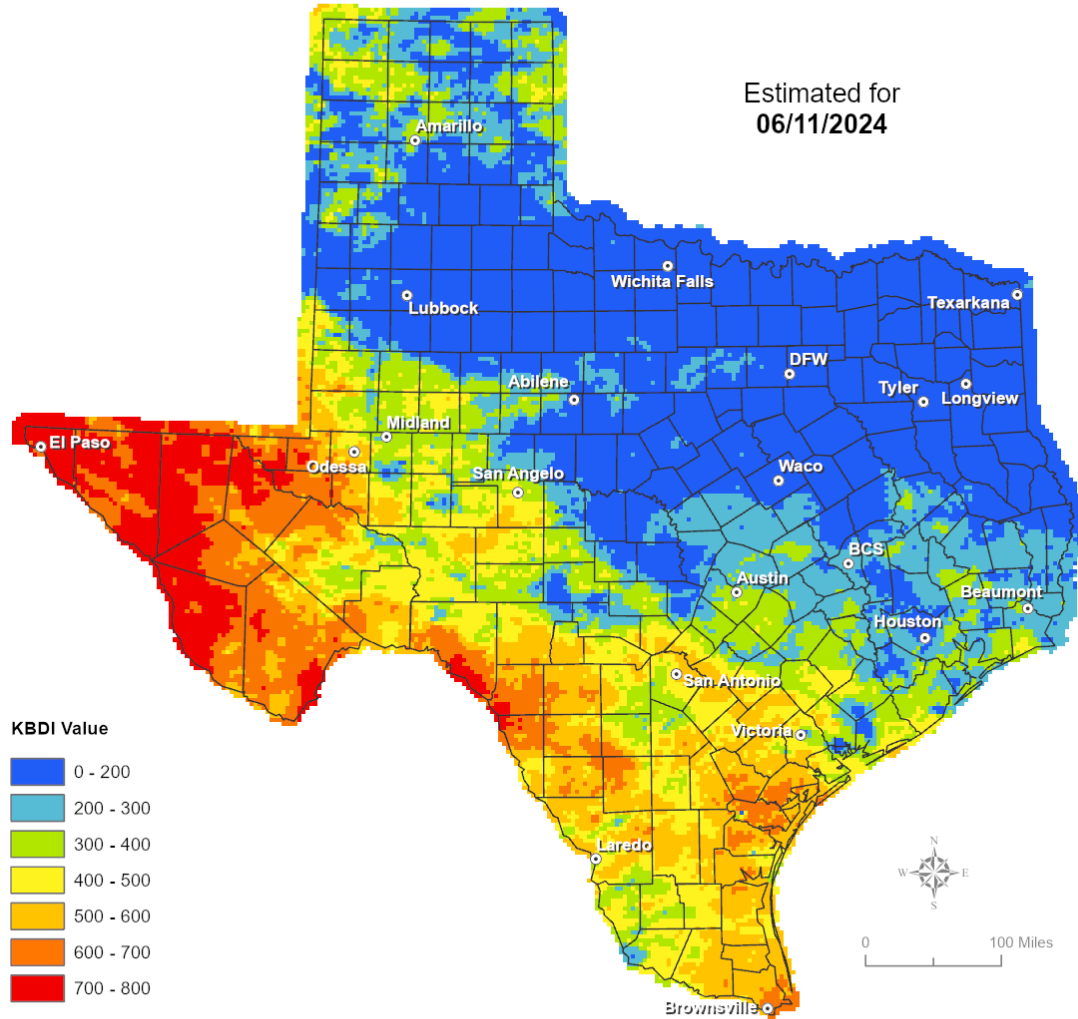 Estimated for
06/11/2024
Amarillo
Wichita Falls
Lubbock
Texarkana
DFW
Abilene
Tyler
Longview
Midland
El Paso
Odessa
San Angelo
Waco
BCS
Austin
Beaumont
Houston
San Antonio
Victoria
Laredo
Brownsville
KBDI Value
0 - 200
200 - 300
300 - 400
400 - 500
500 - 600
600 - 700
700 - 800
N
W E
S
0 100 Miles